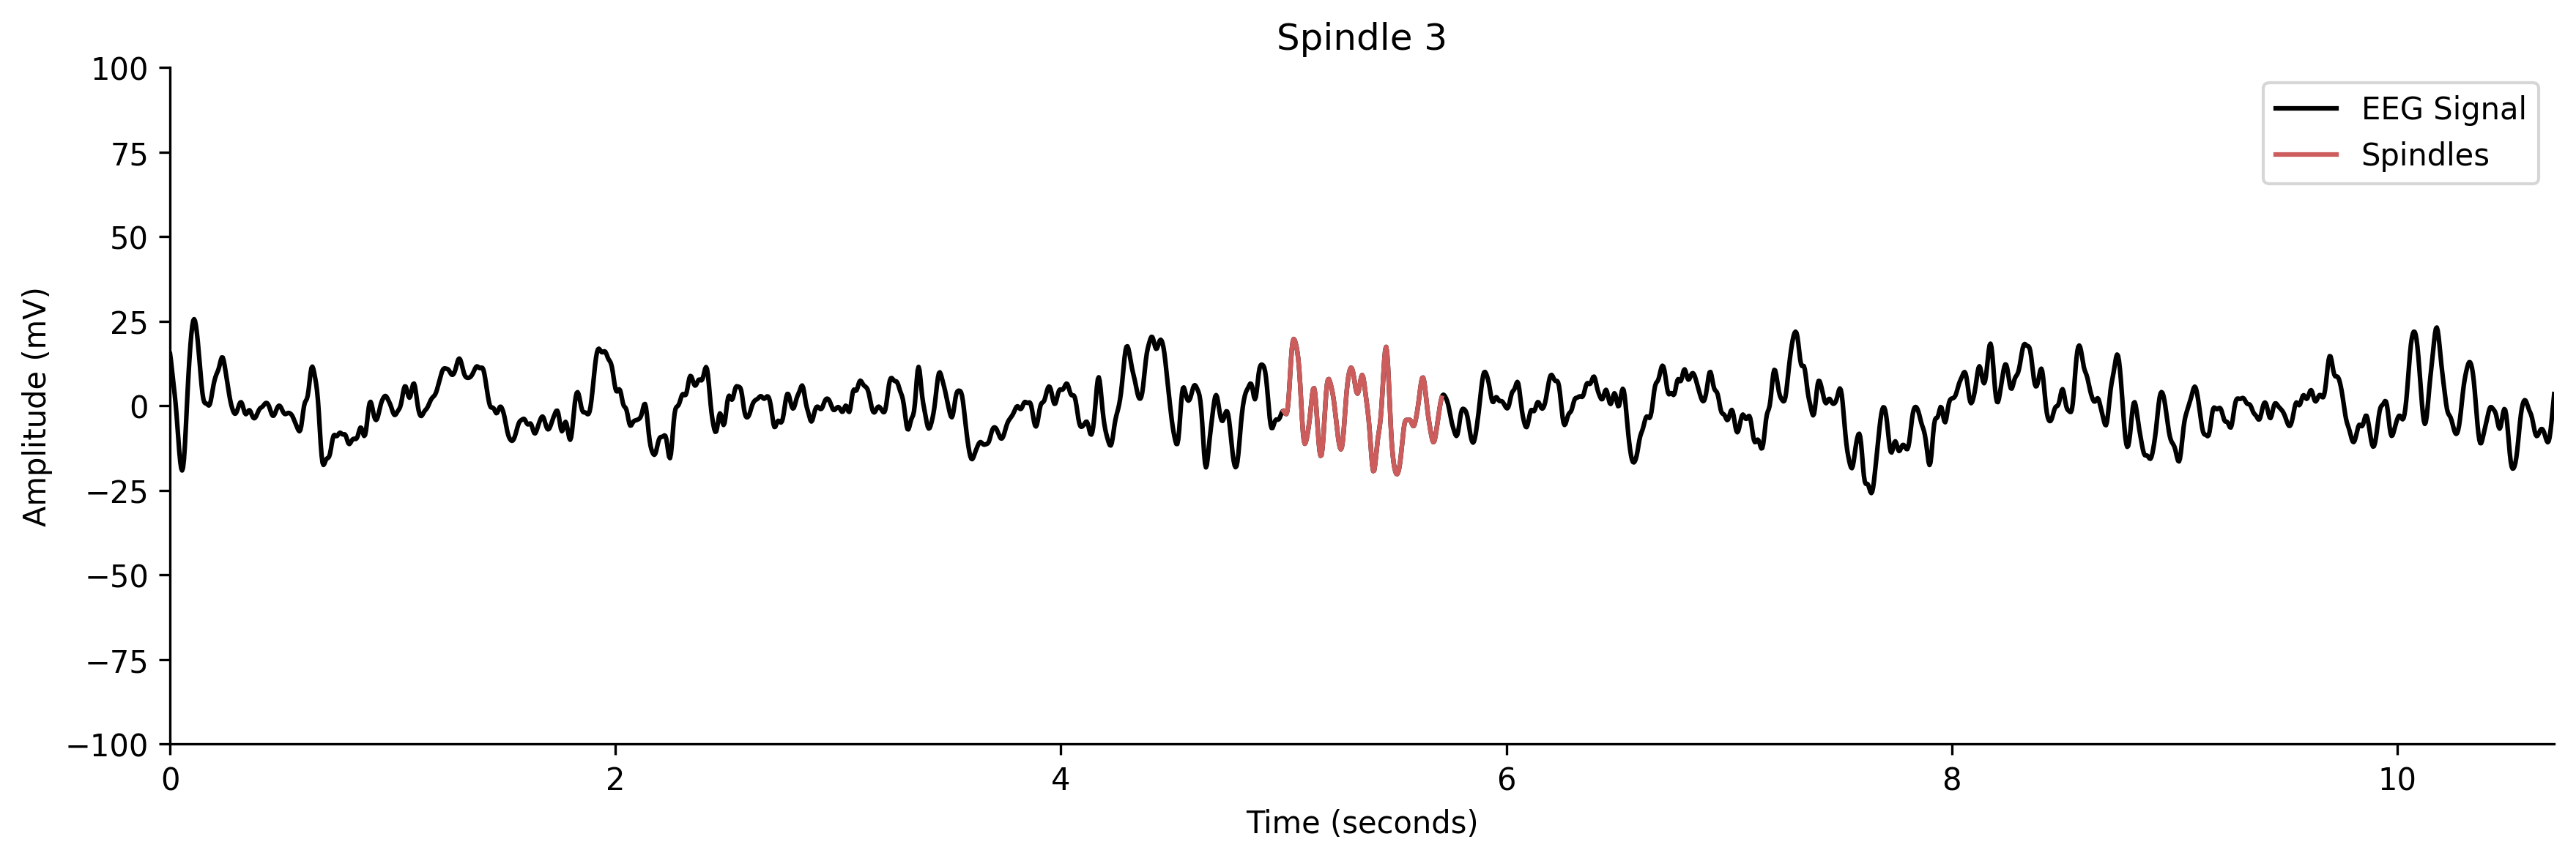 Spindle 3
100
75
50
25
0
−25
−50
−75
−100
Amplitude (mV)
EEG Signal
Spindles
0 2 4 6 8 10
Time (seconds)